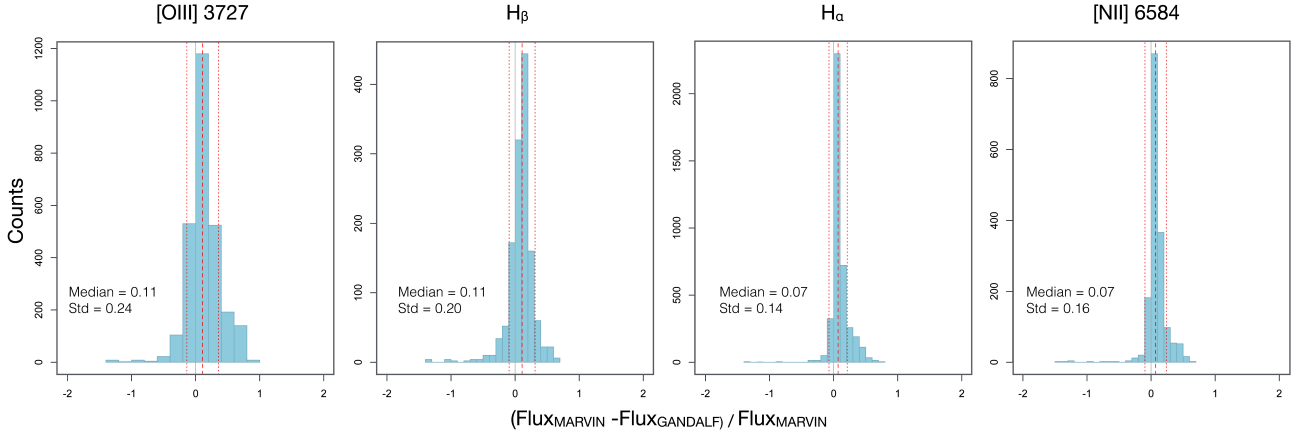 [OIII] 3727
Hβ
Hα
[NII] 6584
Counts
0
200
400
600
800
1000
1200
Median = 0.11
Std = 0.24
-2 -1 0 1 2
0
100
200
300
400
Median = 0.11
Std = 0.20
-2 -1 0 1 2
0
500
1000
1500
2000
Median = 0.07
Std = 0.14
-2 -1 0 1 2
0
200
400
600
800
Median = 0.07
Std = 0.16
-2 -1 0 1 2
(FluxMARVIN -FluxGANDALF) / FluxMARVIN